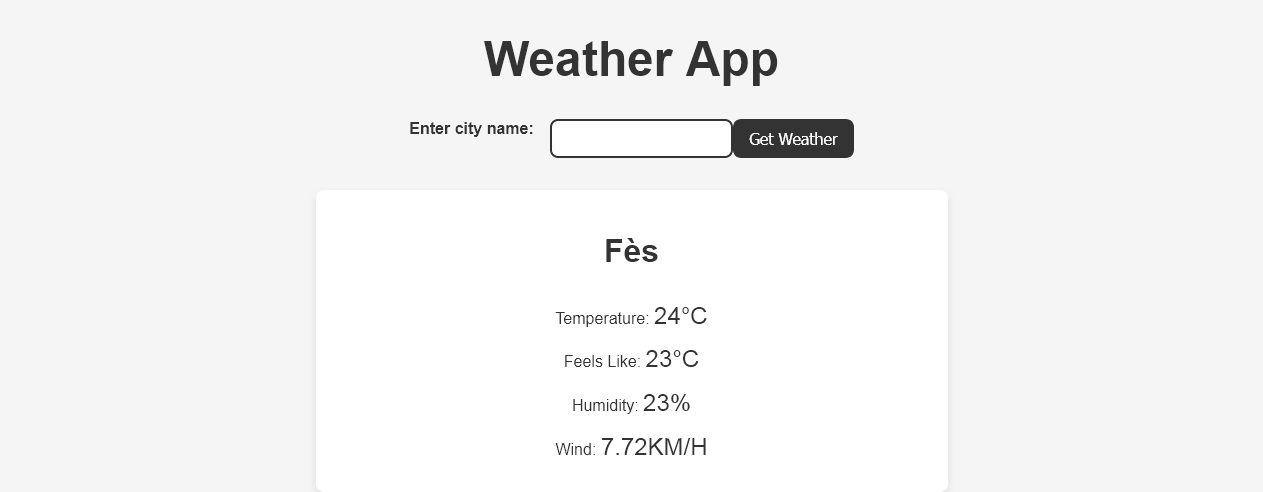 Weather App
Enter city name: Get Weather
Fès
Temperature: 24°C
Feels Like: 23°C
Humidity: 23%
Wind: 7.72KM/H